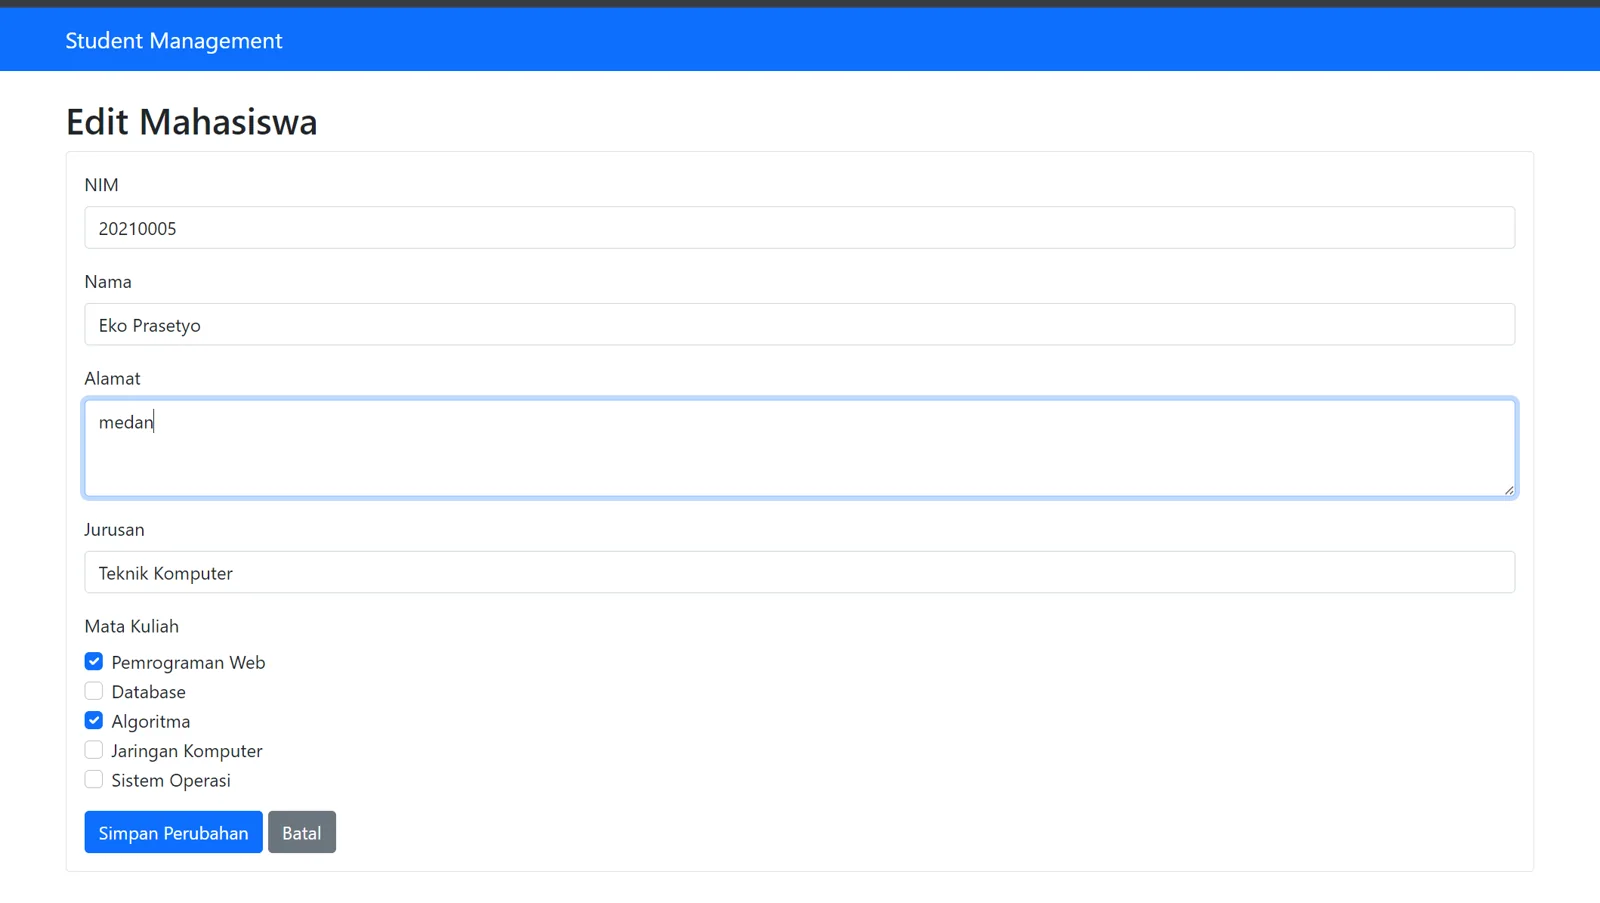 Student Management
Edit Mahasiswa
NIM
20210005
Nama
Eko Prasetyo
Alamat
medan
Jurusan
Teknik Komputer
Mata Kuliah
Pemrograman Web
Database
Algoritma
Jaringan Komputer
Sistem Operasi
Simpan Perubahan Batal